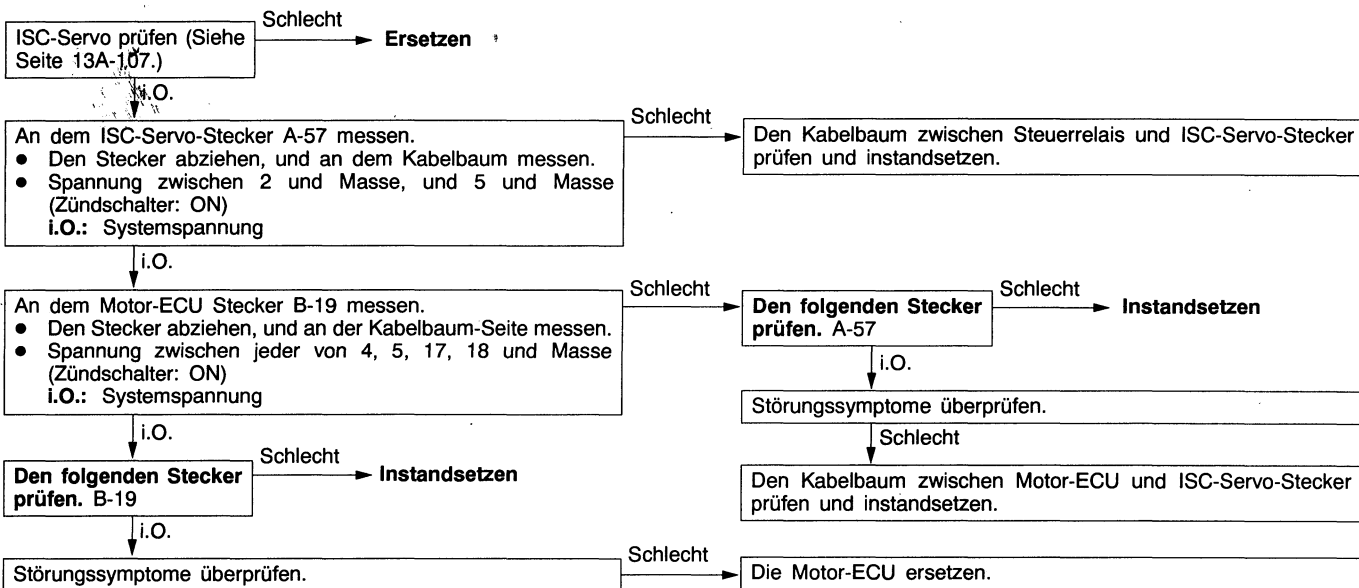 ISC-Servo prüfen (Siehe
Seite 13A-107.)
Schlecht
Ersetzen
i.O.
An dem ISC-Servo-Stecker A-57 messen.
● Den Stecker abziehen, und an dem Kabelbaum messen.
● Spannung zwischen 2 und Masse, und 5 und Masse
(Zündschalter: ON)
i.O.: Systemspannung
Schlecht
Den Kabelbaum zwischen Steuerrelais und ISC-Servo-Stecker
prüfen und instandsetzen.
i.O.
An dem Motor-ECU Stecker B-19 messen.
● Den Stecker abziehen, und an der Kabelbaum-Seite messen.
● Spannung zwischen jeder von 4, 5, 17, 18 und Masse
(Zündschalter: ON)
i.O.: Systemspannung
Schlecht
Den folgenden Stecker
prüfen. A-57
Schlecht
Instandsetzen
i.O.
Störungssymptome überprüfen.
Schlecht
Den Kabelbaum zwischen Motor-ECU und ISC-Servo-Stecker
prüfen und instandsetzen.
i.O.
Den folgenden Stecker
prüfen. B-19
Schlecht
Instandsetzen
i.O.
Störungssymptome überprüfen.
Schlecht
Die Motor-ECU ersetzen.